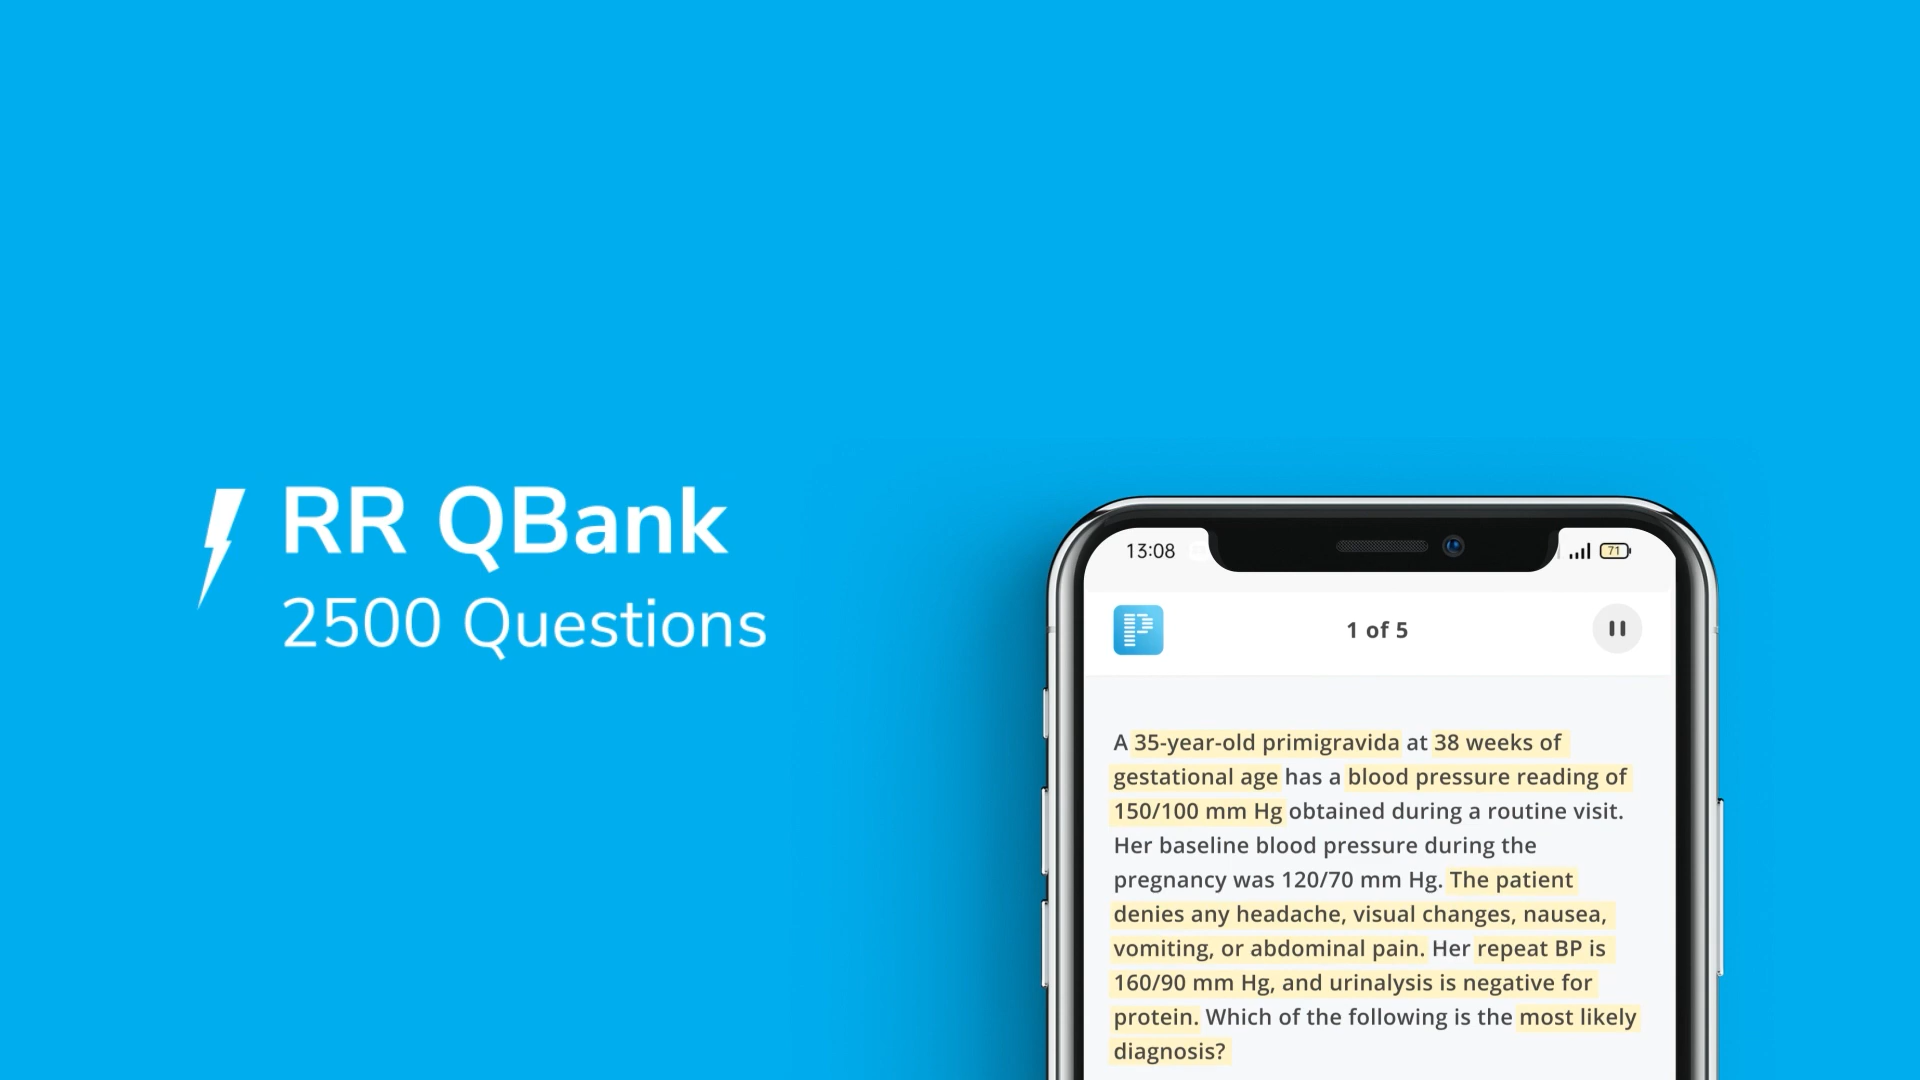 RR QBank
2500 Questions
13:08
71
P
1 of 5
A 35-year-old primigravida at 38 weeks of
gestational age has a blood pressure reading of
150/100 mm Hg obtained during a routine visit.
Her baseline blood pressure during the
pregnancy was 120/70 mm Hg. The patient
denies any headache, visual changes, nausea,
vomiting, or abdominal pain. Her repeat BP is
160/90 mm Hg, and urinalysis is negative for
protein. Which of the following is the most likely
diagnosis?